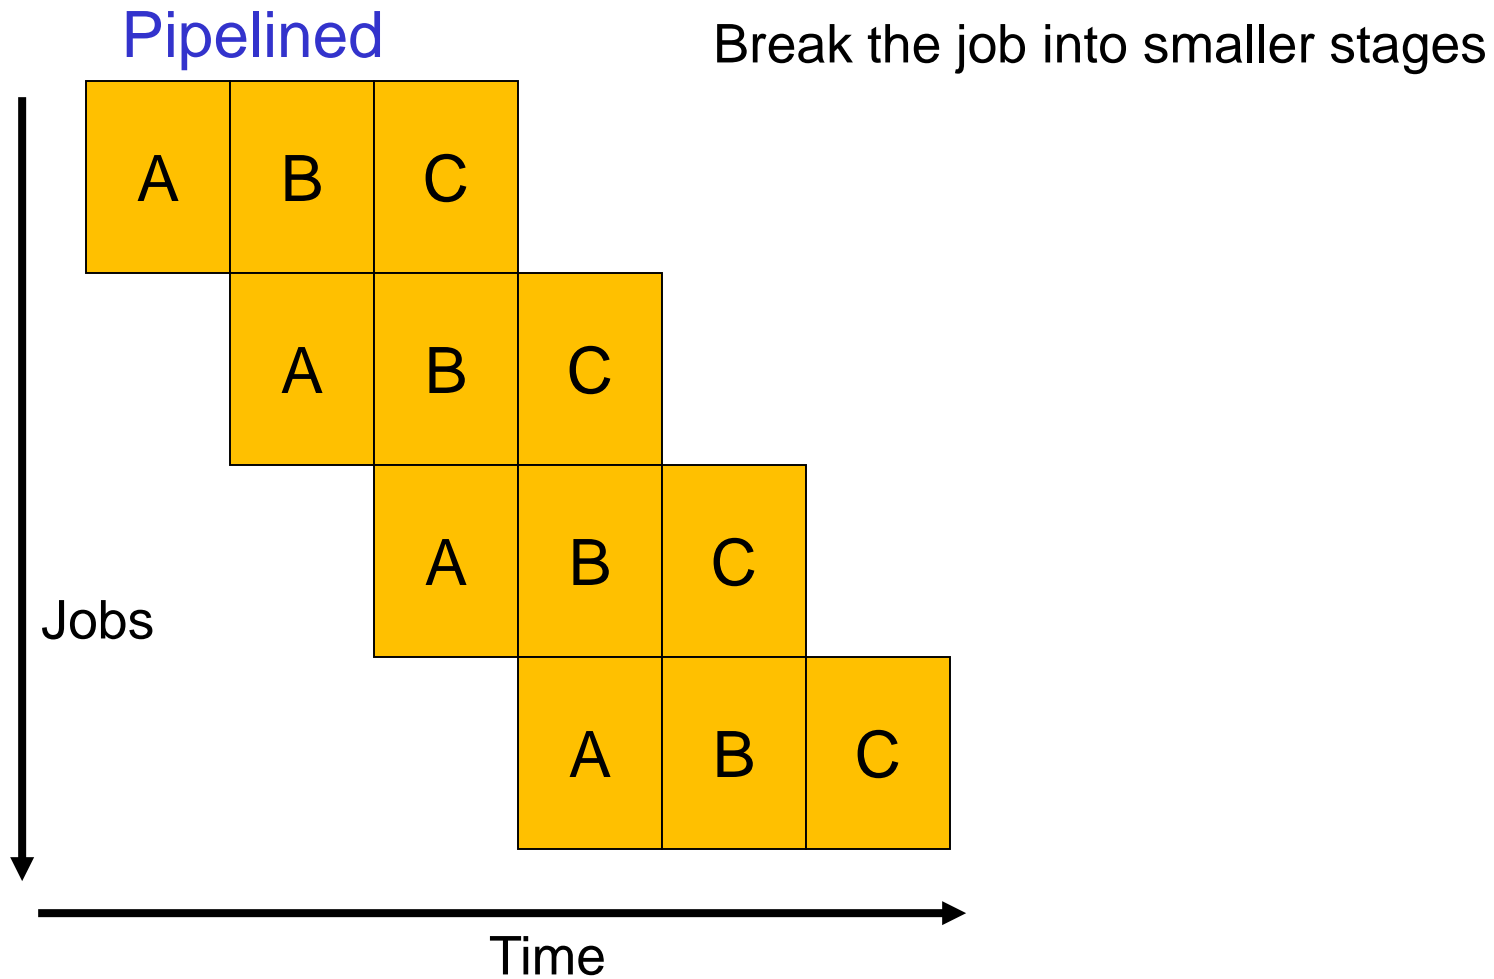 Pipelined
Break the job into smaller stages
A B C
A B C
A B C
Jobs
A B C
Time